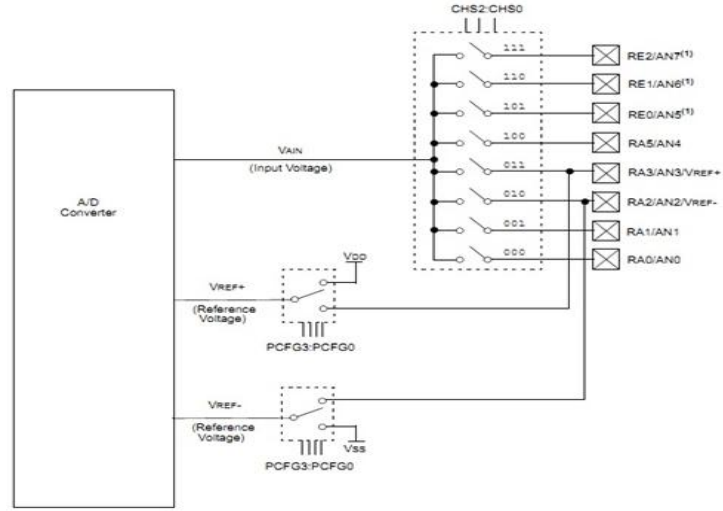 CHS2:CHS0
111
RE2/AN7(1)
110
RE1/AN6(1)
101
RE0/AN5(1)
100
RA5/AN4
VAIN
(Input Voltage)
011
RA3/AN3/VREF+
010
RA2/AN2/VREF-
A/D
Converter
001
RA1/AN1
000
RA0/AN0
VDD
VREF+
(Reference
Voltage)
PCFG3:PCFG0
VREF-
(Reference
Voltage)
VSS
PCFG3:PCFG0